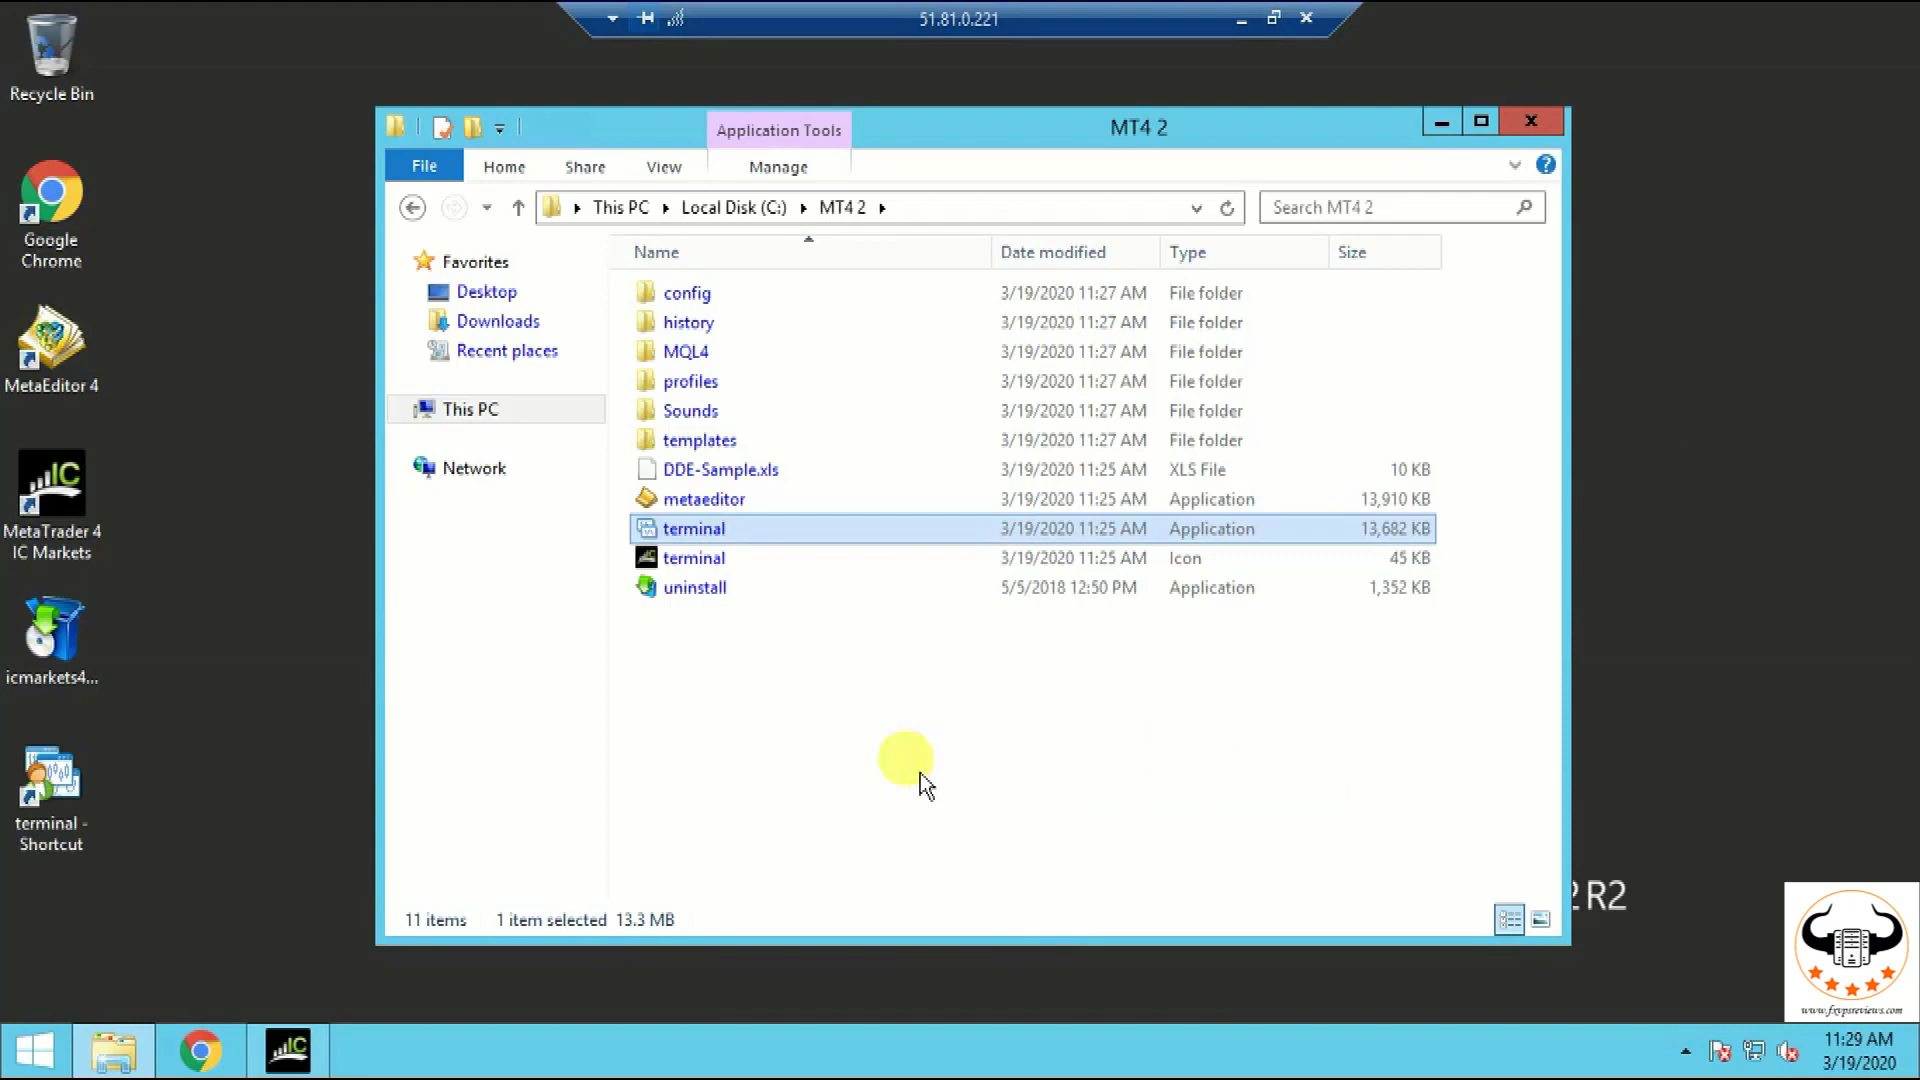 51.81.0.221
Recycle Bin
Google
Chrome
MetaEditor 4
IC
MetaTrader 4
IC Markets
icmarkets4...
terminal -
Shortcut
Application Tools
MT4 2
File
Home
Share
View
Manage
This PC
Local Disk (C:)
MT4 2
Search MT4 2
Favorites
Desktop
Downloads
Recent places
This PC
Network
Name
Date modified
Type
Size
config 3/19/2020 11:27 AM File folder
history 3/19/2020 11:27 AM File folder
MQL4 3/19/2020 11:27 AM File folder
profiles 3/19/2020 11:27 AM File folder
Sounds 3/19/2020 11:27 AM File folder
templates 3/19/2020 11:27 AM File folder
DDE-Sample.xls 3/19/2020 11:25 AM XLS File 10 KB
metaeditor 3/19/2020 11:25 AM Application 13,910 KB
terminal 3/19/2020 11:25 AM Application 13,682 KB
terminal 3/19/2020 11:25 AM Icon 45 KB
uninstall 5/5/2018 12:50 PM Application 1,352 KB
11 items 1 item selected 13.3 MB
2 R2
www.fxvpsreviews.com
IC
11:29 AM
3/19/2020